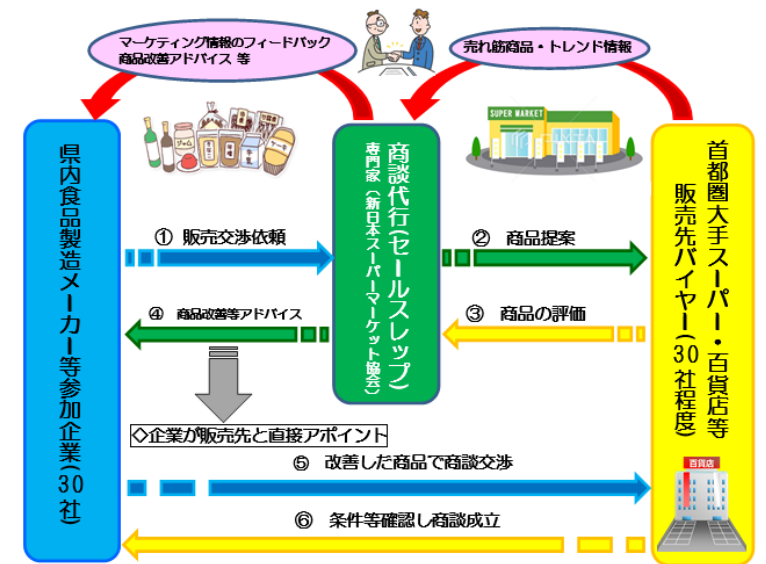 マーケティング情報のフィードバック
商品改善アドバイス 等
売れ筋商品・トレンド情報
SUPER MARKET
ジャム
ケーキ
県内食品製造メーカー等参加企業(30社)
商談代行(セールスレップ)
専門家(新日本スーパーマーケット協会)
首都圏大手スーパー・百貨店等
販売先バイヤー(30社程度)
① 販売交渉依頼
② 商品提案
③ 商品の評価
④ 商品改善等アドバイス
◇企業が販売先と直接アポイント
⑤ 改善した商品で商談交渉
⑥ 条件等確認し商談成立
百貨店